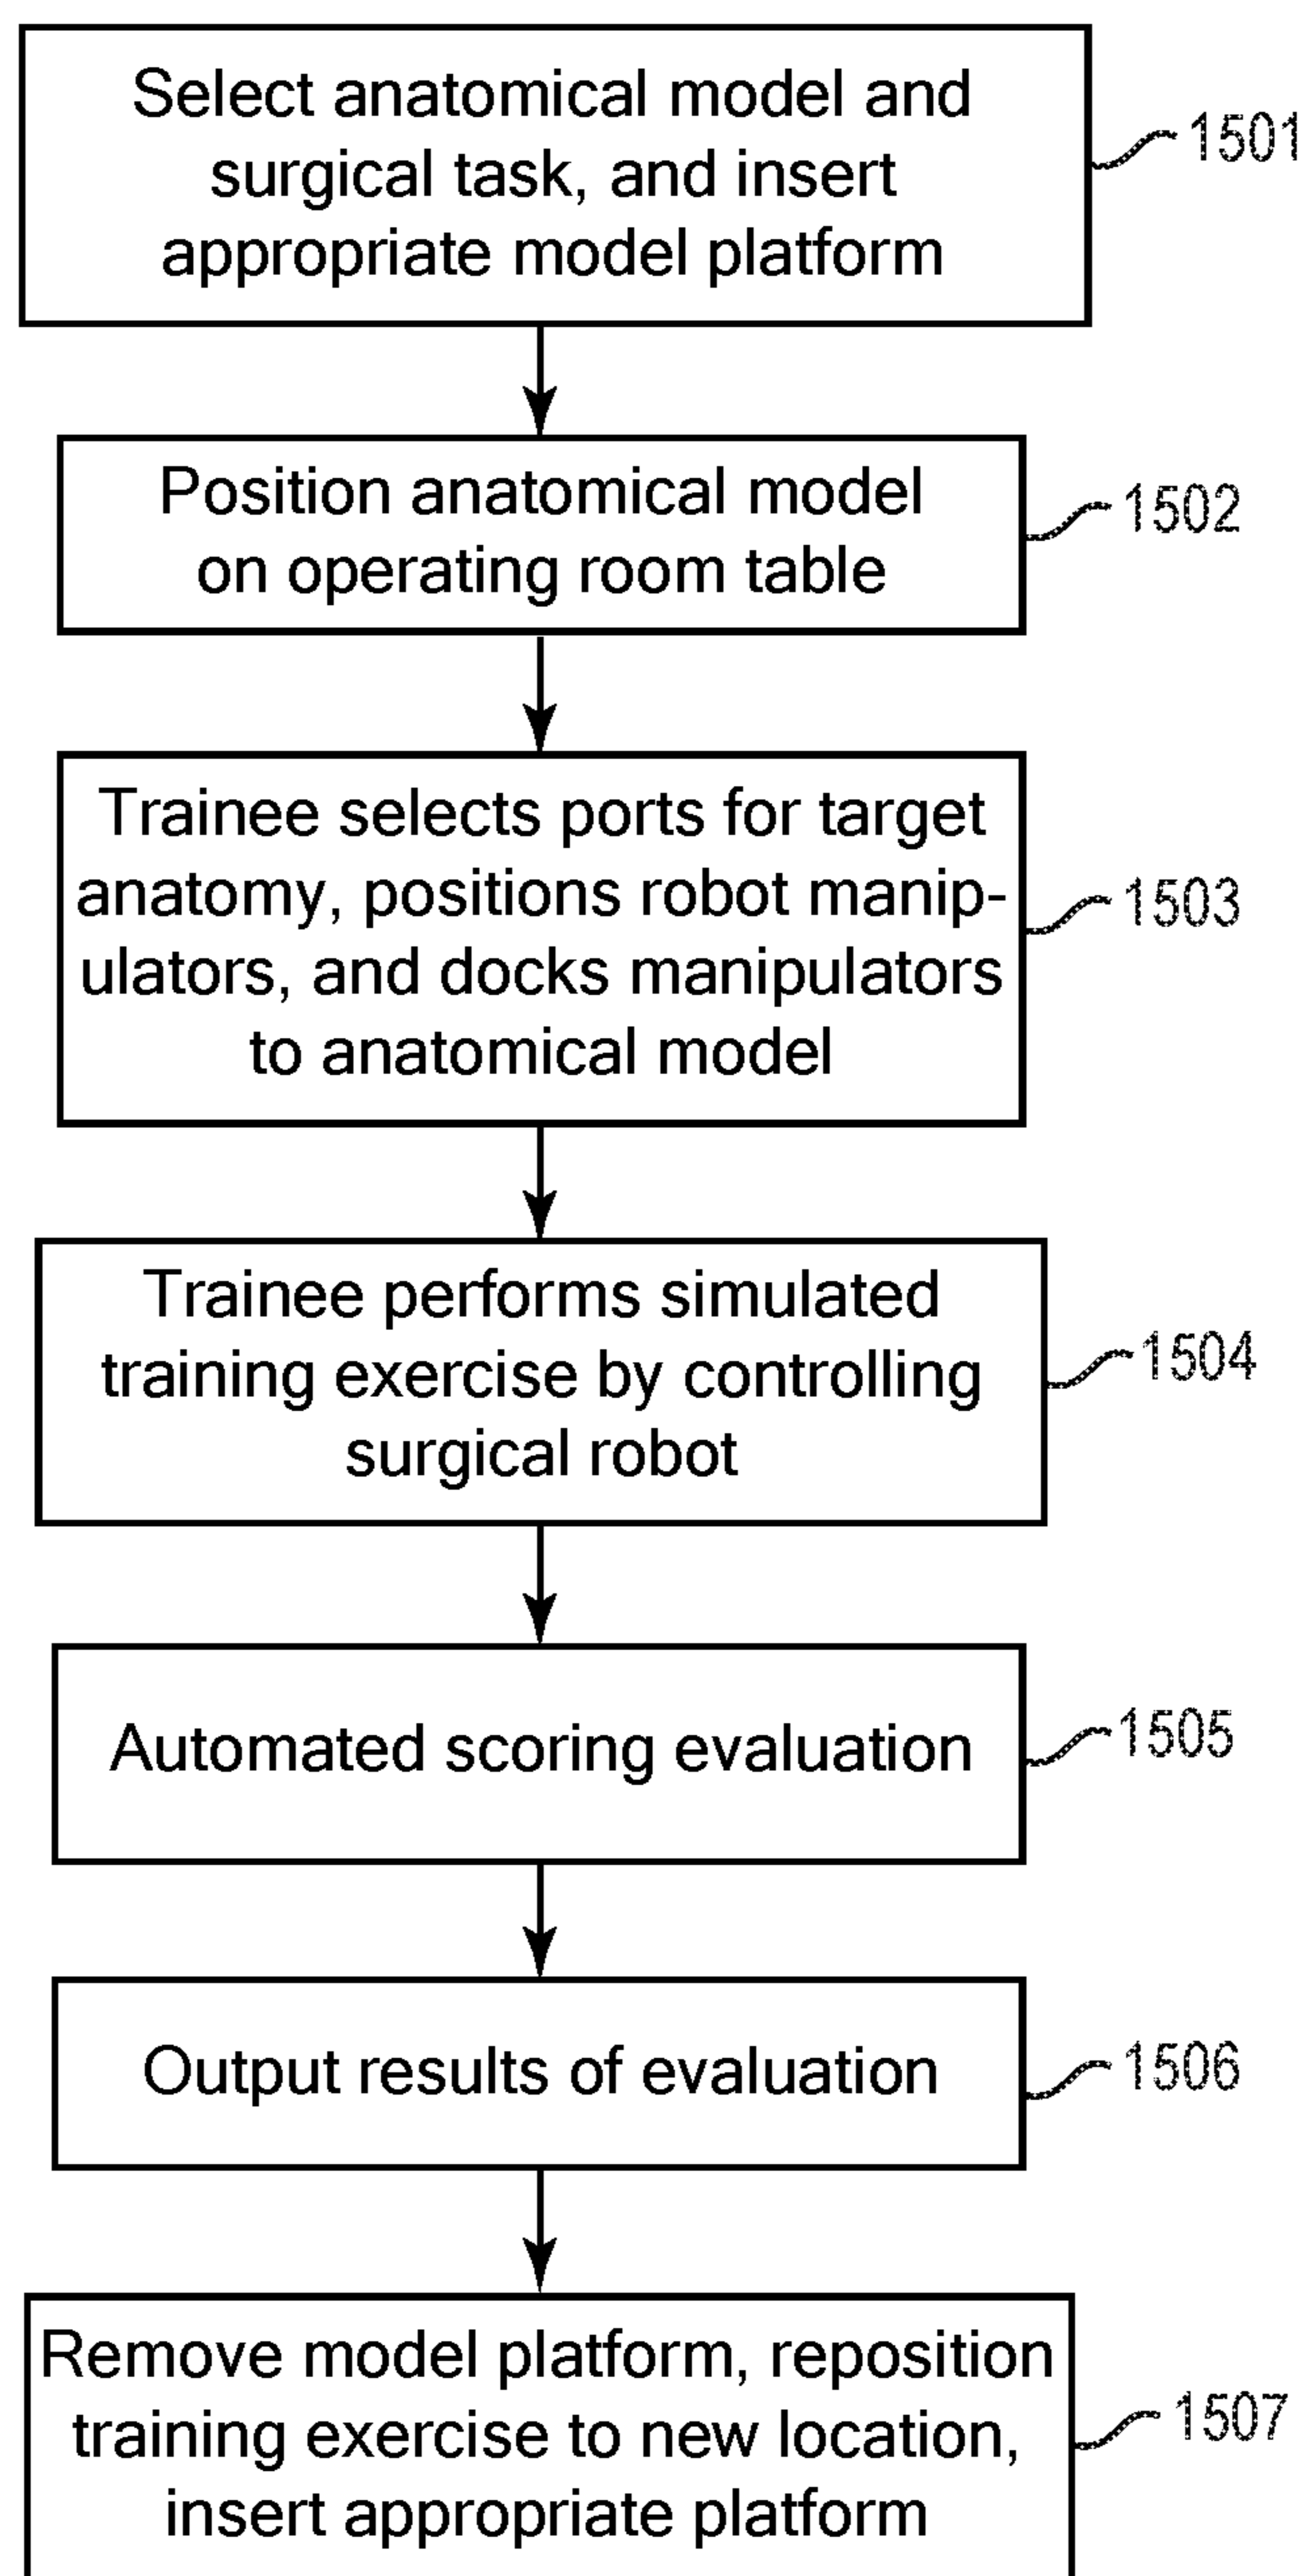 Select anatomical model and
surgical task, and insert
appropriate model platform
1501
Position anatomical model
on operating room table
1502
Trainee selects ports for target
anatomy, positions robot manip-
ulators, and docks manipulators
to anatomical model
1503
Trainee performs simulated
training exercise by controlling
surgical robot
1504
Automated scoring evaluation
1505
Output results of evaluation
1506
Remove model platform, reposition
training exercise to new location,
insert appropriate platform
1507